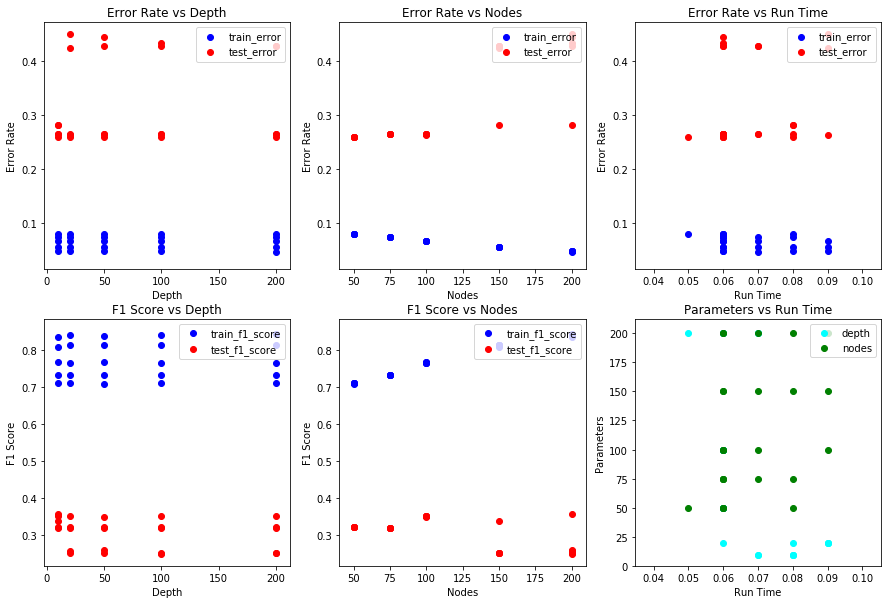 Error Rate vs Depth
train_error
test_error
Error Rate
0.4
0.3
0.2
0.1
0
50
100
150
200
Depth
Error Rate vs Nodes
train_error
test_error
Error Rate
0.4
0.3
0.2
0.1
50
75
100
125
150
175
200
Nodes
Error Rate vs Run Time
train_error
test_error
Error Rate
0.4
0.3
0.2
0.1
0.04
0.05
0.06
0.07
0.08
0.09
0.10
Run Time
F1 Score vs Depth
train_f1_score
test_f1_score
F1 Score
0.8
0.7
0.6
0.5
0.4
0.3
0
50
100
150
200
Depth
F1 Score vs Nodes
train_f1_score
test_f1_score
F1 Score
0.8
0.7
0.6
0.5
0.4
0.3
50
75
100
125
150
175
200
Nodes
Parameters vs Run Time
depth
nodes
Parameters
200
175
150
125
100
75
50
25
0
0.04
0.05
0.06
0.07
0.08
0.09
0.10
Run Time